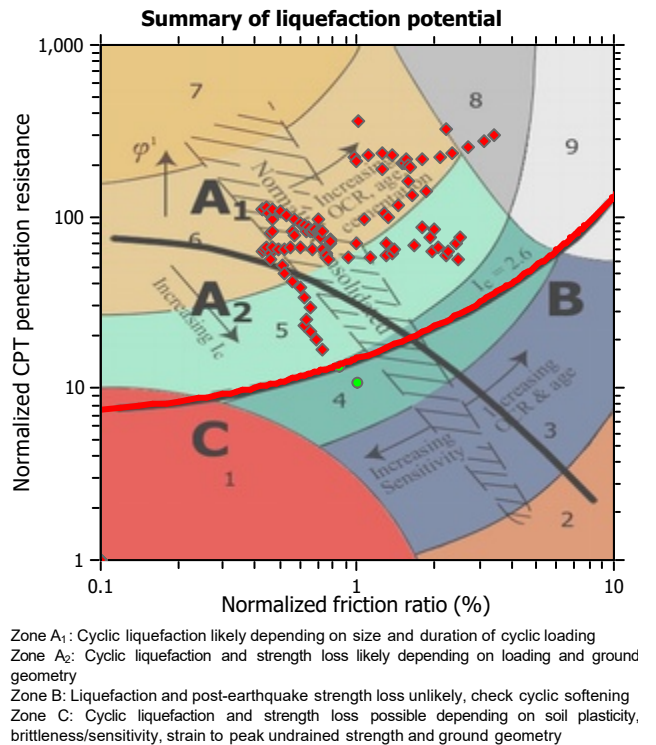 Summary of liquefaction potential
1,000
100
10
1
0.1
1
10
Normalized CPT penetration resistance
Normalized friction ratio (%)
7
8
9
φ'
A1
6
A2
5
B
C
4
1
3
2
Increasing
OCR, age
cementation
Increasing Ic
Ic = 2.6
Increasing
OCR & age
Increasing
Sensitivity
Zone A1: Cyclic liquefaction likely depending on size and duration of cyclic loading
Zone A2: Cyclic liquefaction and strength loss likely depending on loading and ground
geometry
Zone B: Liquefaction and post-earthquake strength loss unlikely, check cyclic softening
Zone C: Cyclic liquefaction and strength loss possible depending on soil plasticity,
brittleness/sensitivity, strain to peak undrained strength and ground geometry